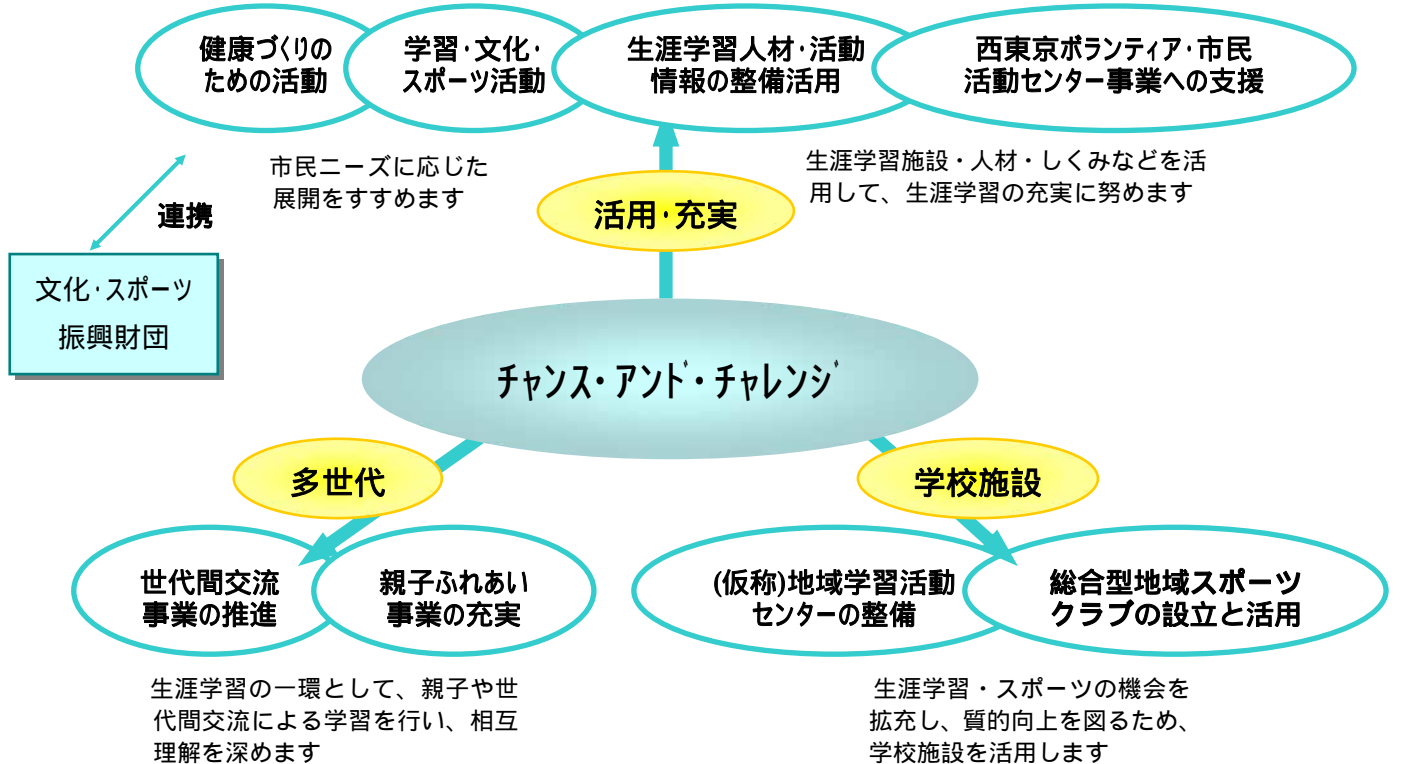 健康づくりの
ための活動
学習・文化・
スポーツ活動
生涯学習人材・活動
情報の整備活用
西東京ボランティア・市民
活動センター事業への支援
市民ニーズに応じた
展開をすすめます
生涯学習施設・人材・しくみなどを活
用して、生涯学習の充実に努めます
連携
活用・充実
文化・スポーツ
振興財団
チャンス・アンド・チャレンジ
多世代
学校施設
世代間交流
事業の推進
親子ふれあい
事業の充実
(仮称)地域学習活動
センターの整備
総合型地域スポーツ
クラブの設立と活用
生涯学習の一環として、親子や世
代間交流による学習を行い、相互
理解を深めます
生涯学習・スポーツの機会を
拡充し、質的向上を図るため、
学校施設を活用します